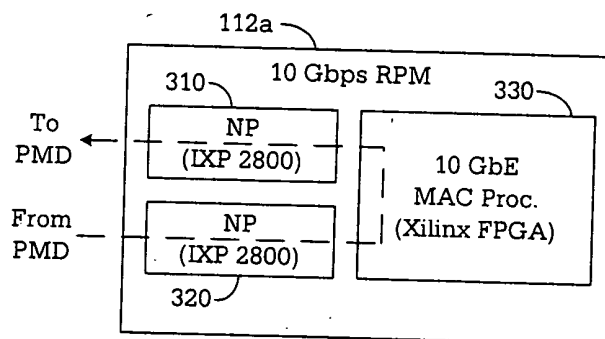 112a
10 Gbps RPM
310
330
To
PMD
NP
(IXP 2800)
10 GbE
MAC Proc.
(Xilinx FPGA)
From
PMD
NP
(IXP 2800)
320